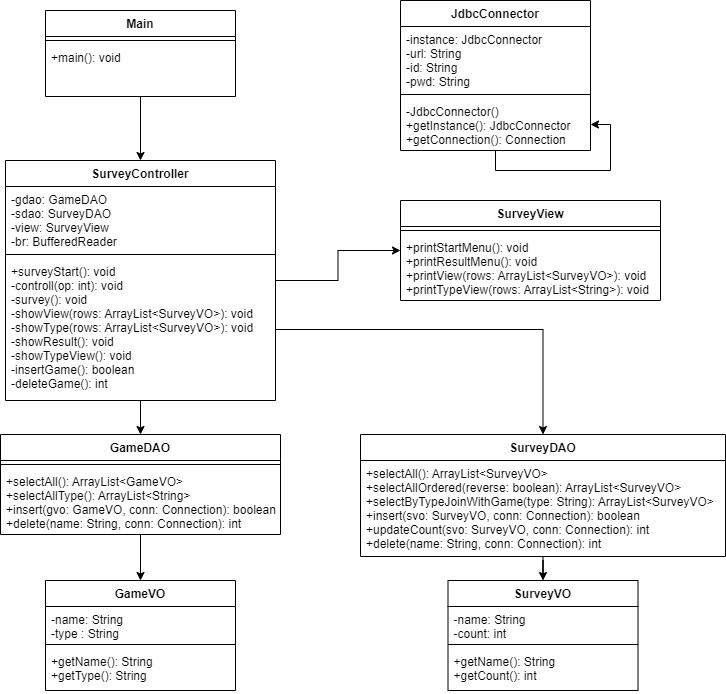 Main
+main(): void
JdbcConnector
-instance: JdbcConnector
-url: String
-id: String
-pwd: String
-JdbcConnector()
+getInstance(): JdbcConnector
+getConnection(): Connection
SurveyController
-gdao: GameDAO
-sdao: SurveyDAO
-view: SurveyView
-br: BufferedReader
+surveyStart(): void
-controll(op: int): void
-survey(): void
-showView(rows: ArrayList<SurveyVO>): void
-showType(rows: ArrayList<SurveyVO>): void
-showResult(): void
-showTypeView(): void
-insertGame(): boolean
-deleteGame(): int
SurveyView
+printStartMenu(): void
+printResultMenu(): void
+printView(rows: ArrayList<SurveyVO>): void
+printTypeView(rows: ArrayList<String>): void
GameDAO
+selectAll(): ArrayList<GameVO>
+selectAllType(): ArrayList<String>
+insert(gvo: GameVO, conn: Connection): boolean
+delete(name: String, conn: Connection): int
SurveyDAO
+selectAll(): ArrayList<SurveyVO>
+selectAllOrdered(reverse: boolean): ArrayList<SurveyVO>
+selectByTypeJoinWithGame(type: String): ArrayList<SurveyVO>
+insert(svo: SurveyVO, conn: Connection): boolean
+updateCount(svo: SurveyVO, conn: Connection): int
+delete(name: String, conn: Connection): int
GameVO
-name: String
-type : String
+getName(): String
+getType(): String
SurveyVO
-name: String
-count: int
+getName(): String
+getCount(): int